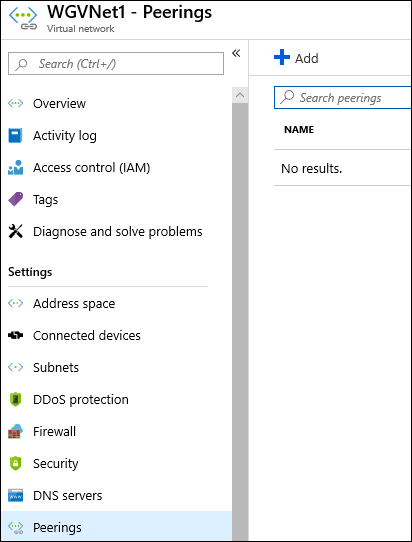 WGVNet1 - Peerings
Virtual network
Search (Ctrl+/)
«
Add
Overview
Search peerings
Activity log
NAME
Access control (IAM)
No results.
Tags
Diagnose and solve problems
Settings
Address space
Connected devices
Subnets
DDoS protection
Firewall
Security
DNS servers
Peerings